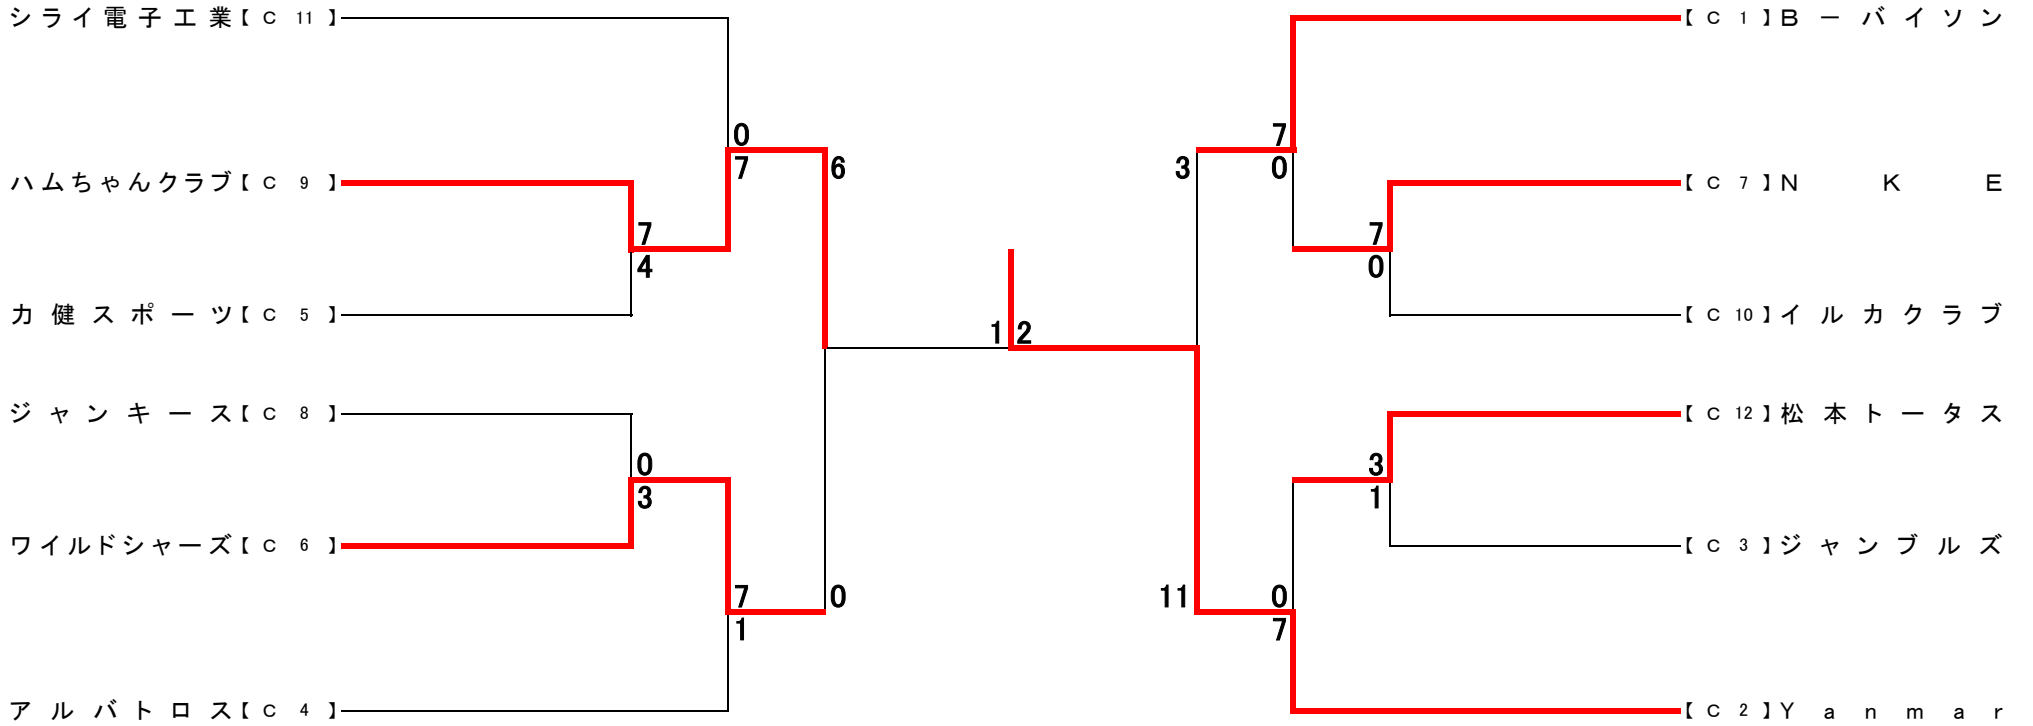 シライ電子工業【 C 11 】
【 C 1 】B－バイソン
0
7
7
6
3
0
ハムちゃんクラブ【 C 9 】
【 C 7 】NKE
7
7
4
0
力健スポーツ【 C 5 】
【 C 10 】イルカクラブ
1 2
ジャンキース【 C 8 】
【 C 12 】松本トータス
0
3
3
1
ワイルドシャーズ【 C 6 】
【 C 3 】ジャンブルズ
7
0
11
0
1
7
アルバトロス【 C 4 】
【 C 2 】Yanmar